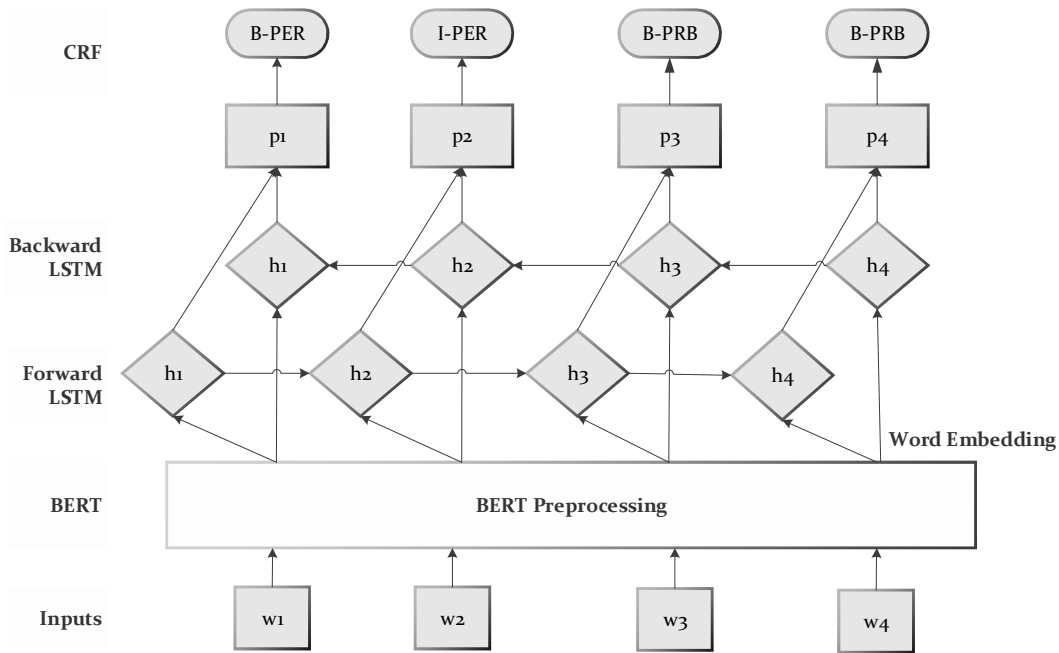 B-PER I-PER B-PRB B-PRB
CRF
p1 p2 p3 p4
Backward
LSTM
h1 h2 h3 h4
Forward
LSTM
h1 h2 h3 h4
Word Embedding
BERT
BERT Preprocessing
Inputs
w1 w2 w3 w4